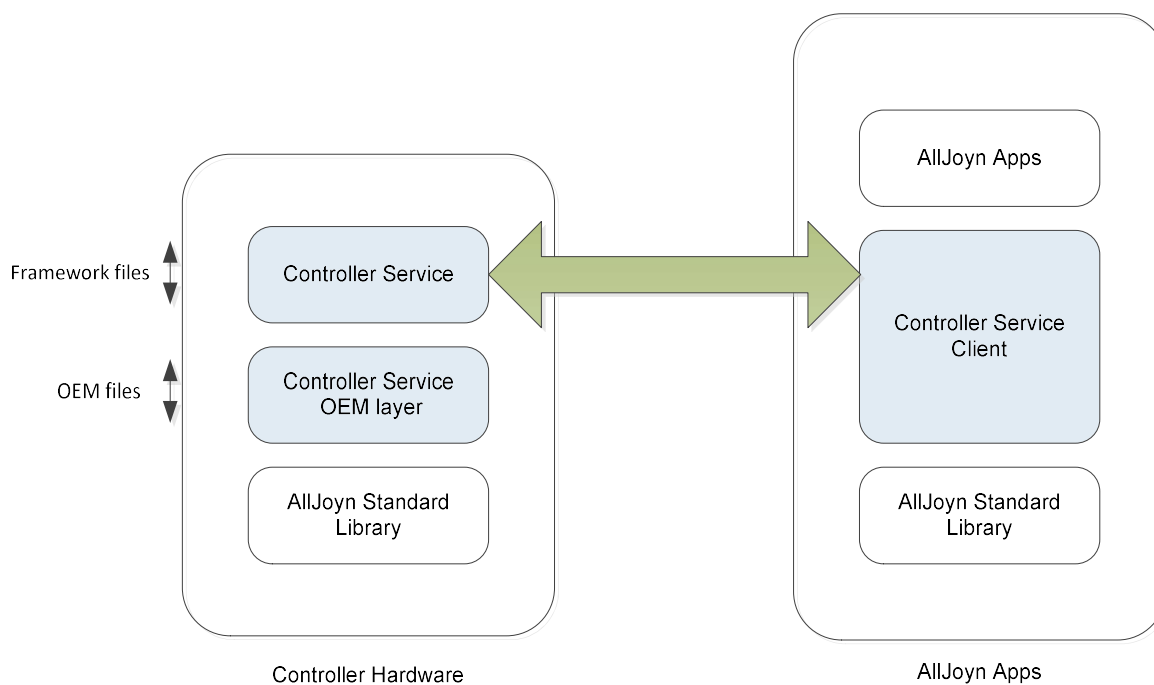 AllJoyn Apps
Framework files
Controller Service
Controller Service
Client
OEM files
Controller Service
OEM layer
AllJoyn Standard
Library
AllJoyn Standard
Library
Controller Hardware
AllJoyn Apps